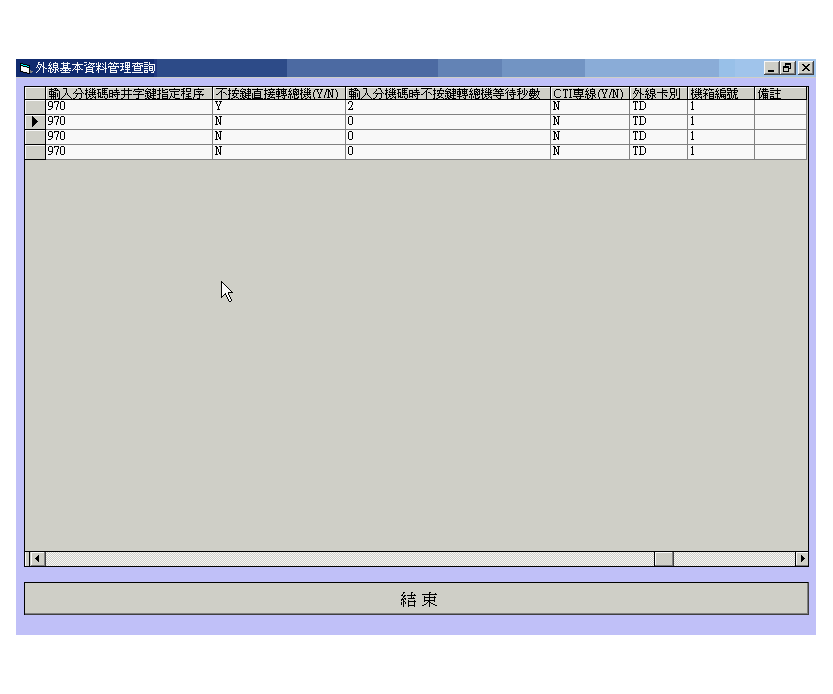 外線基本資料管理查詢
輸入分機碼時井字鍵指定程序 不按鍵直接轉總機(Y/N) 輸入分機碼時不按鍵轉總機等待秒數 CTI專線(Y/N) 外線卡別 機箱編號 備註
970 Y 2 N TD 1
970 N 0 N TD 1
970 N 0 N TD 1
970 N 0 N TD 1
結 束